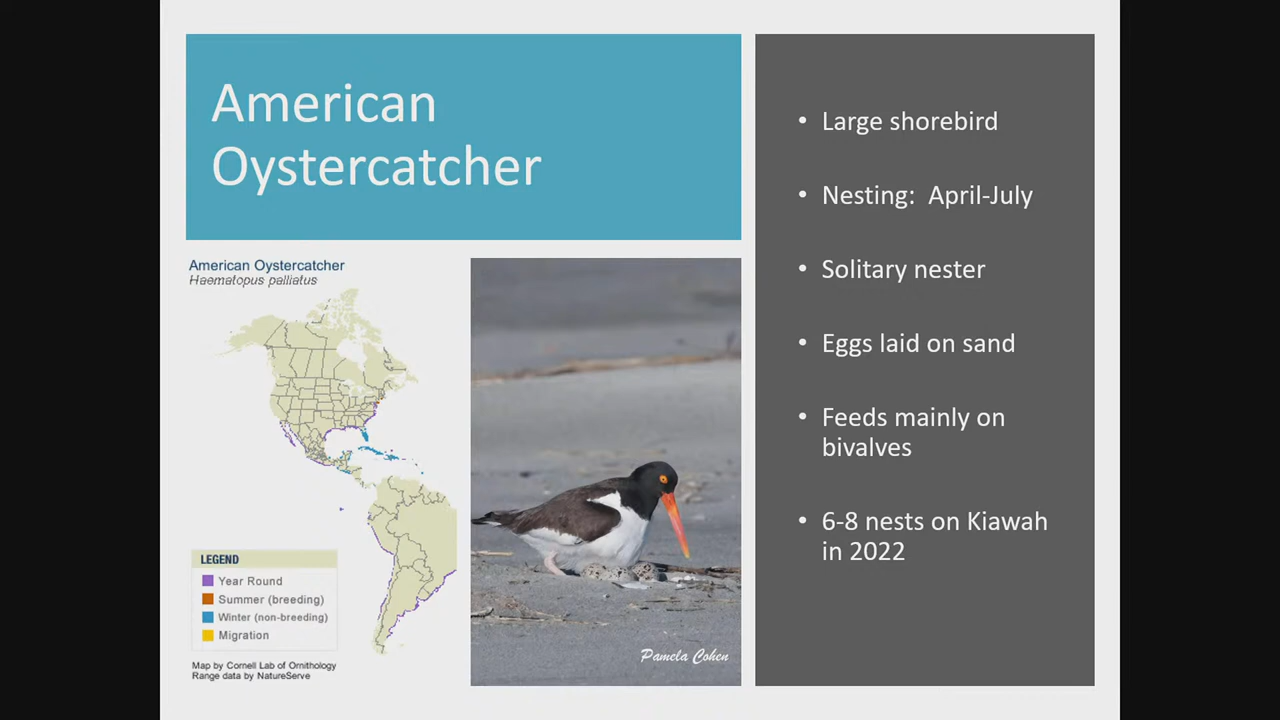 American
Oystercatcher
American Oystercatcher
Haematopus palliatus
LEGEND
Year Round
Summer (breeding)
Winter (non-breeding)
Migration
Map by Cornell Lab of Ornithology
Range data by NatureServe
Pamela Cohen
• Large shorebird
• Nesting:  April-July
• Solitary nester
• Eggs laid on sand
• Feeds mainly on
bivalves
• 6-8 nests on Kiawah
in 2022